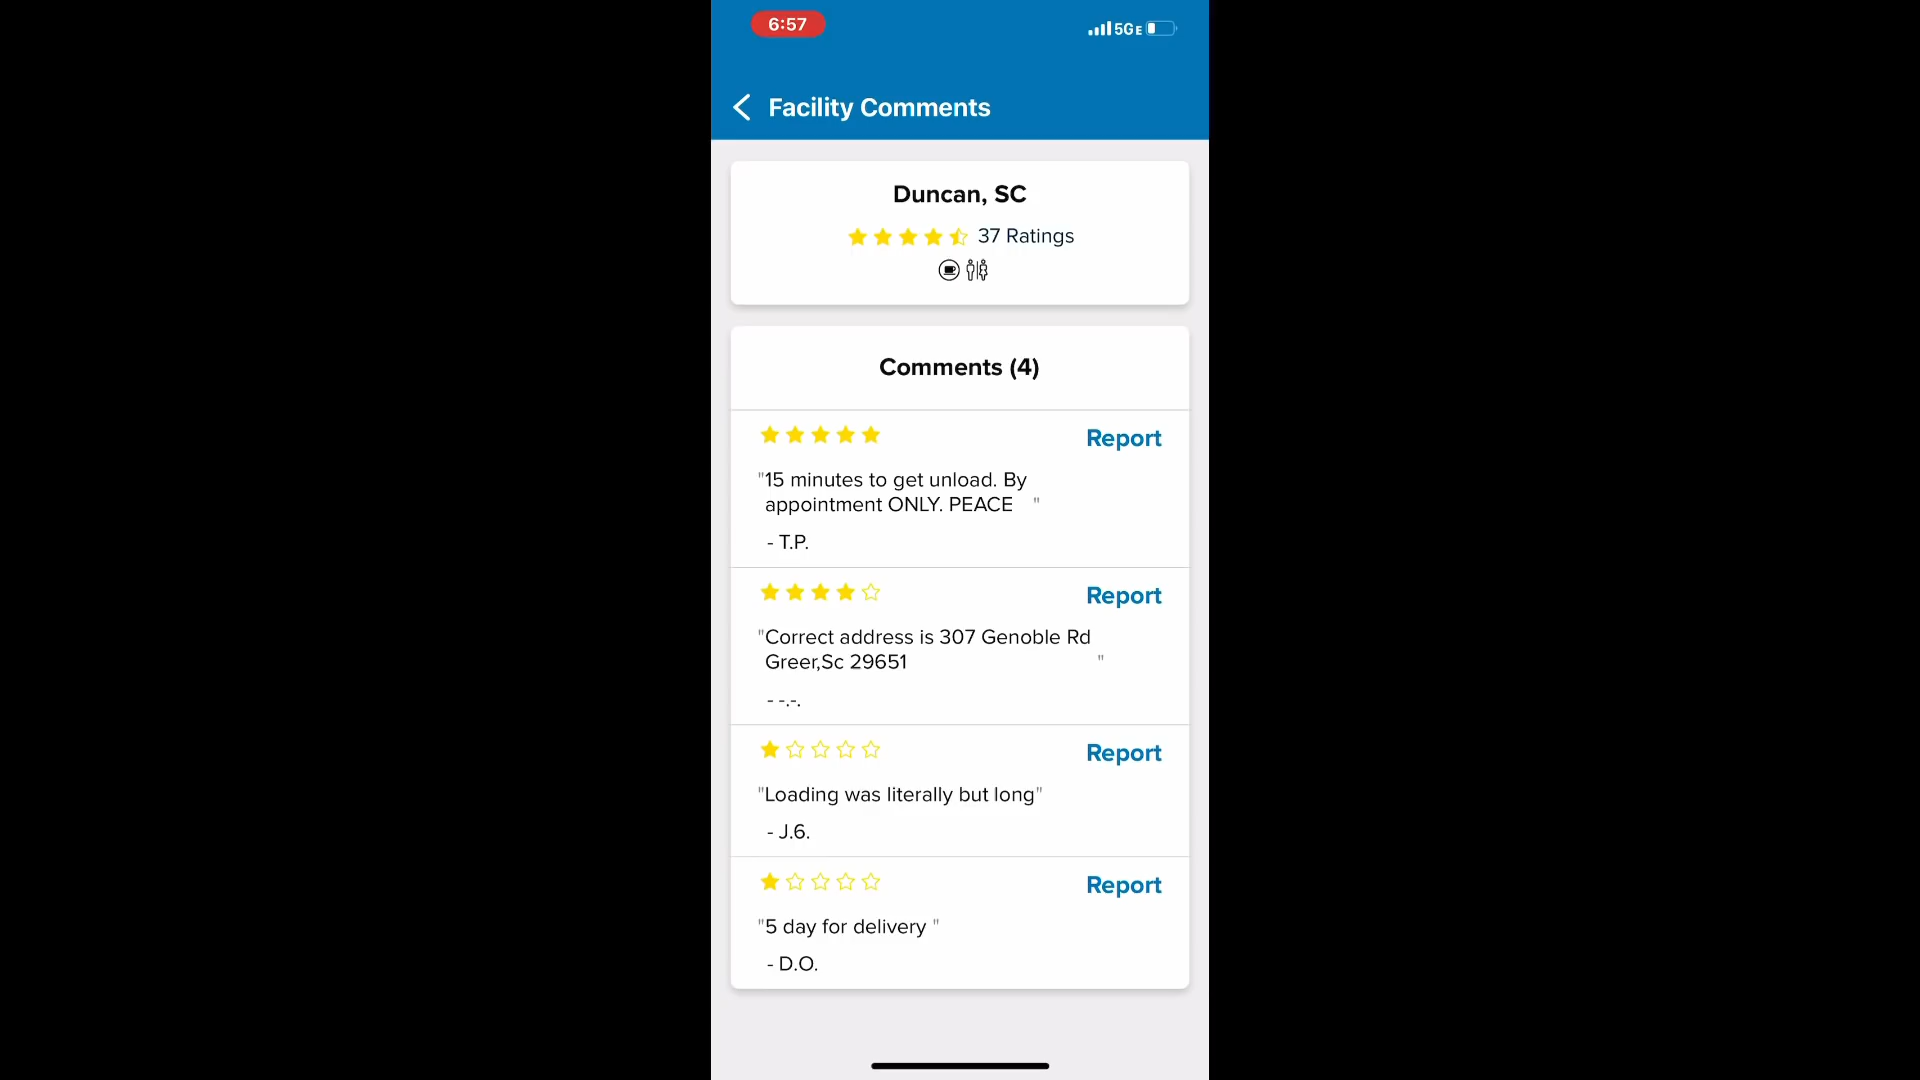 6:57
5GE
Facility Comments
Duncan, SC
37 Ratings
Comments (4)
Report
"15 minutes to get unload. By
appointment ONLY. PEACE "
- T.P.
Report
"Correct address is 307 Genoble Rd
Greer,Sc 29651 "
- -.-.
Report
"Loading was literally but long"
- J.6.
Report
"5 day for delivery "
- D.O.